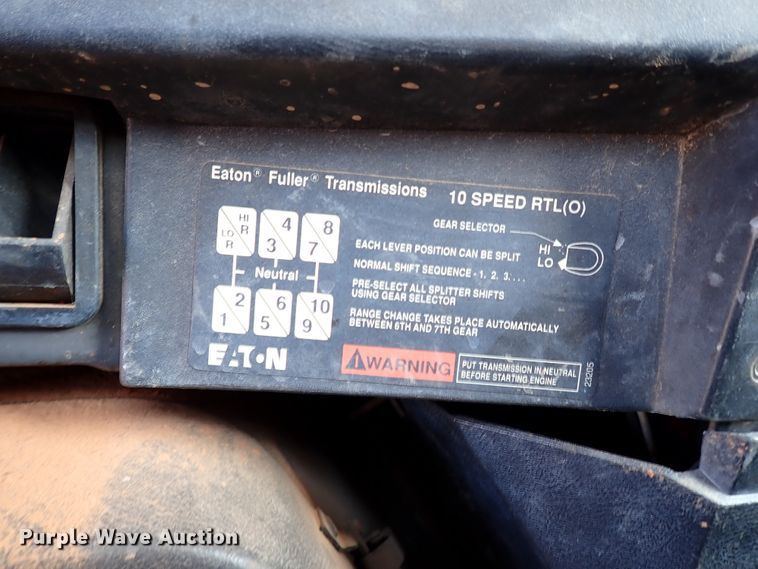 Eaton® Fuller® Transmissions 10 SPEED RTL(O)
GEAR SELECTOR
HI
LO
LO R HI R
3 4
7 8
Neutral
1 2
5 6
9 10
EACH LEVER POSITION CAN BE SPLIT
NORMAL SHIFT SEQUENCE - 1, 2, 3, . . .
PRE-SELECT ALL SPLITTER SHIFTS
USING GEAR SELECTOR
RANGE CHANGE TAKES PLACE AUTOMATICALLY
BETWEEN 6TH AND 7TH GEAR
EATON
WARNING
PUT TRANSMISSION IN NEUTRAL
BEFORE STARTING ENGINE
23205
Purple Wave Auction